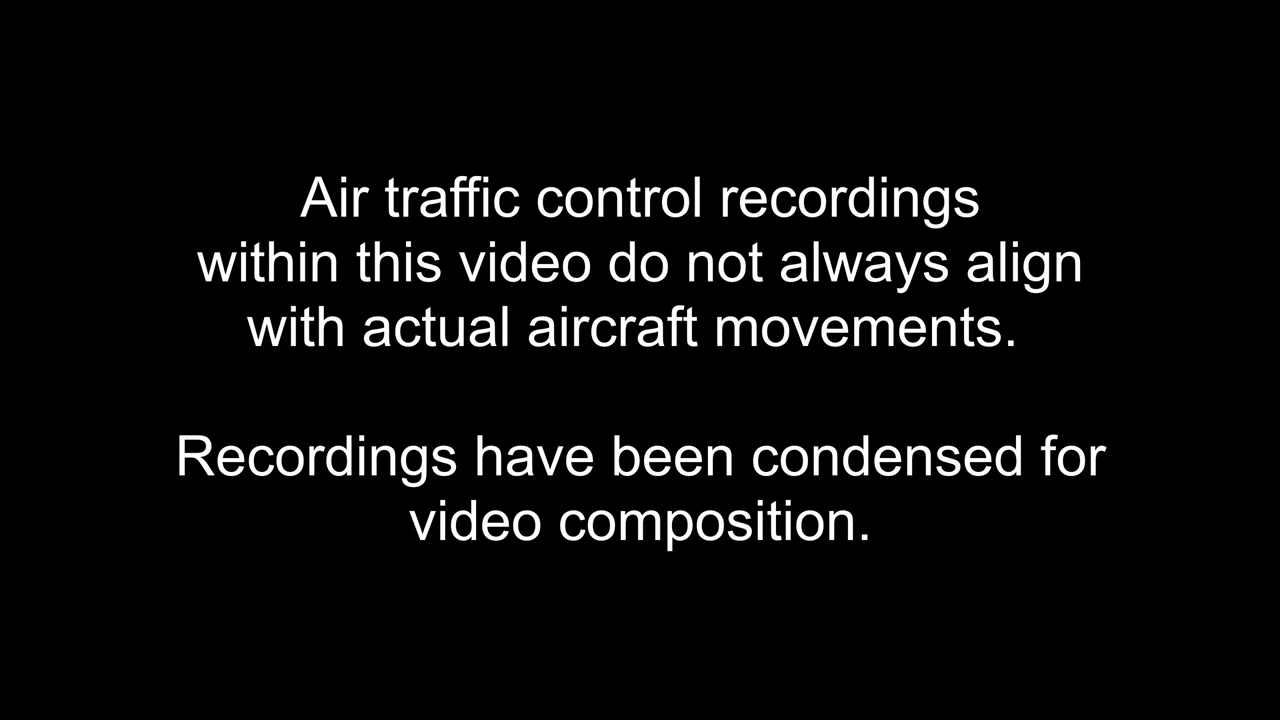 Air traffic control recordings
within this video do not always align
with actual aircraft movements.
Recordings have been condensed for
video composition.